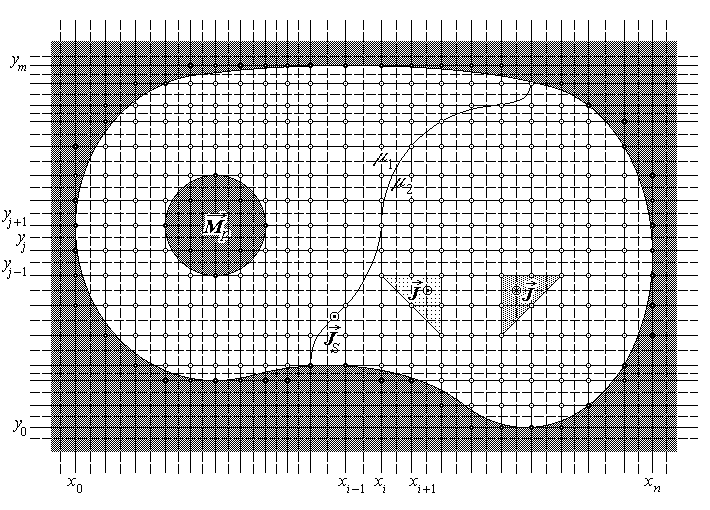 y_m
μ_1
μ_2
y_{j+1}
y_j
y_{j−1}
J
J
J_S
y_0
x_0
x_{i−1}
x_i
x_{i+1}
x_n